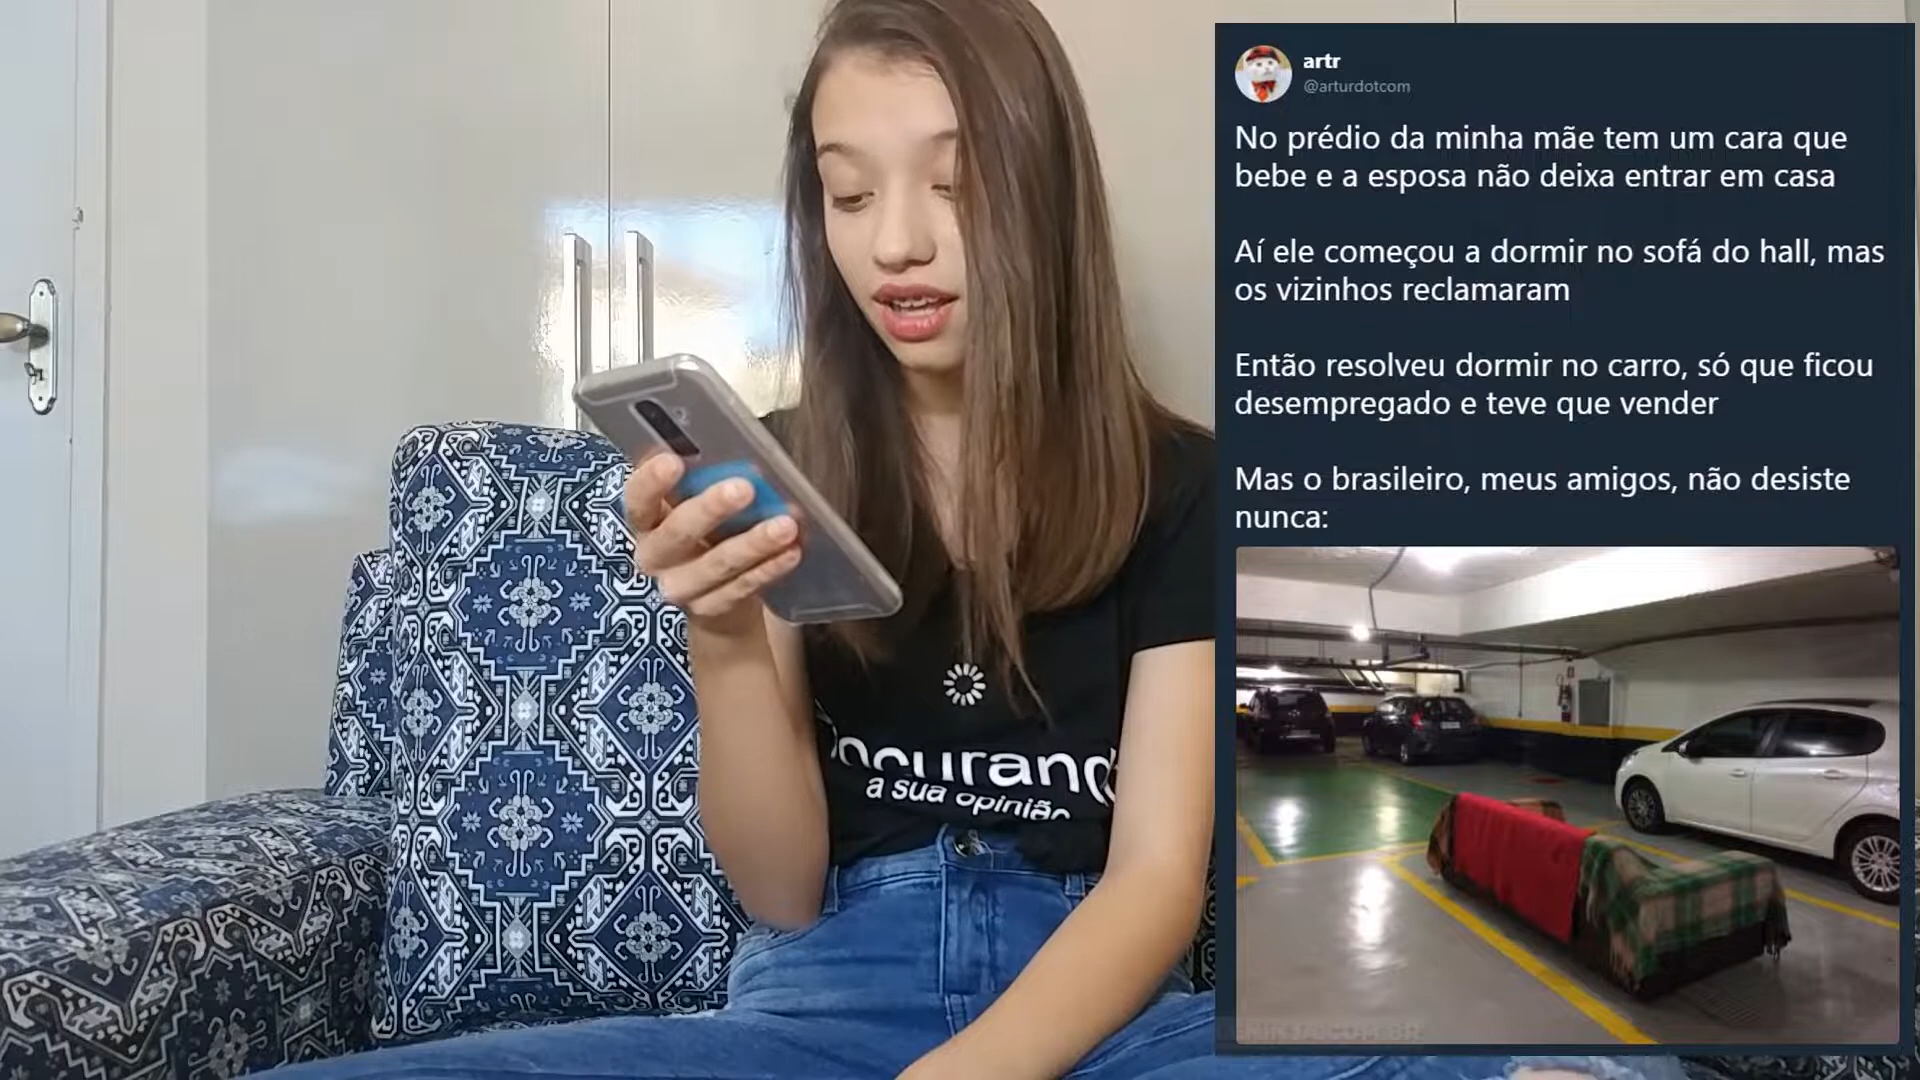 artr
@arturdotcom
No prédio da minha mãe tem um cara que
bebe e a esposa não deixa entrar em casa
Aí ele começou a dormir no sofá do hall, mas
os vizinhos reclamaram
Então resolveu dormir no carro, só que ficou
desempregado e teve que vender
Mas o brasileiro, meus amigos, não desiste
nunca:
ocurand
a sua opinião